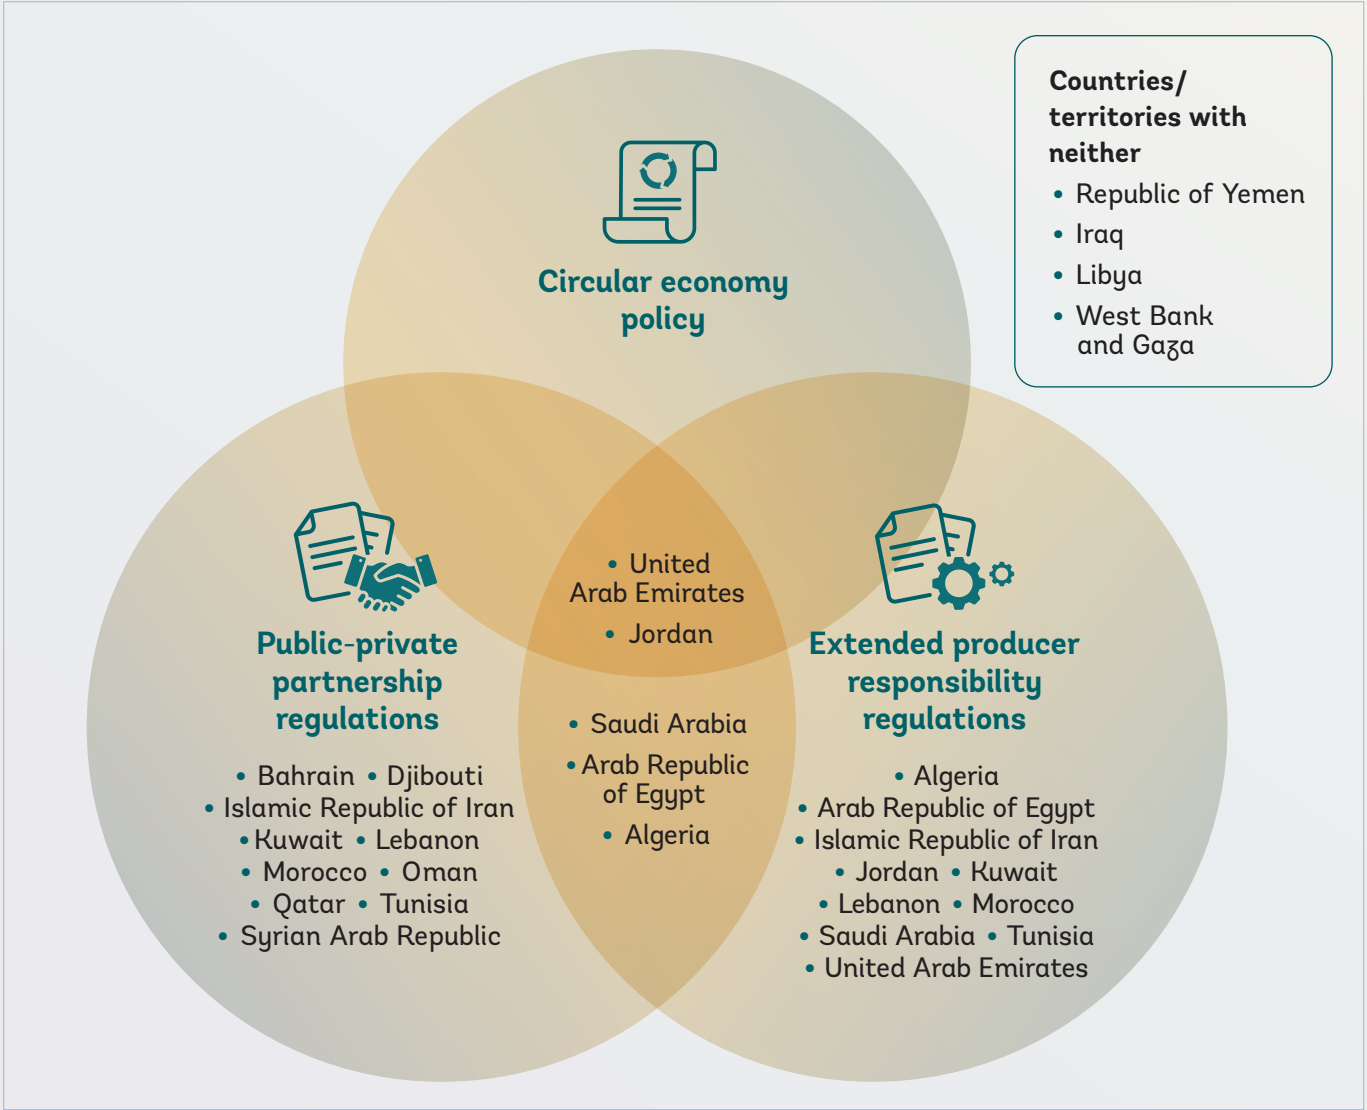 Countries/
territories with
neither
• Republic of Yemen
• Iraq
• Libya
• West Bank
and Gaza
Circular economy
policy
• United
Arab Emirates
• Jordan
Public-private
partnership
regulations
• Bahrain • Djibouti
• Islamic Republic of Iran
• Kuwait • Lebanon
• Morocco • Oman
• Qatar • Tunisia
• Syrian Arab Republic
• Saudi Arabia
• Arab Republic
of Egypt
• Algeria
Extended producer
responsibility
regulations
• Algeria
• Arab Republic of Egypt
• Islamic Republic of Iran
• Jordan • Kuwait
• Lebanon • Morocco
• Saudi Arabia • Tunisia
• United Arab Emirates